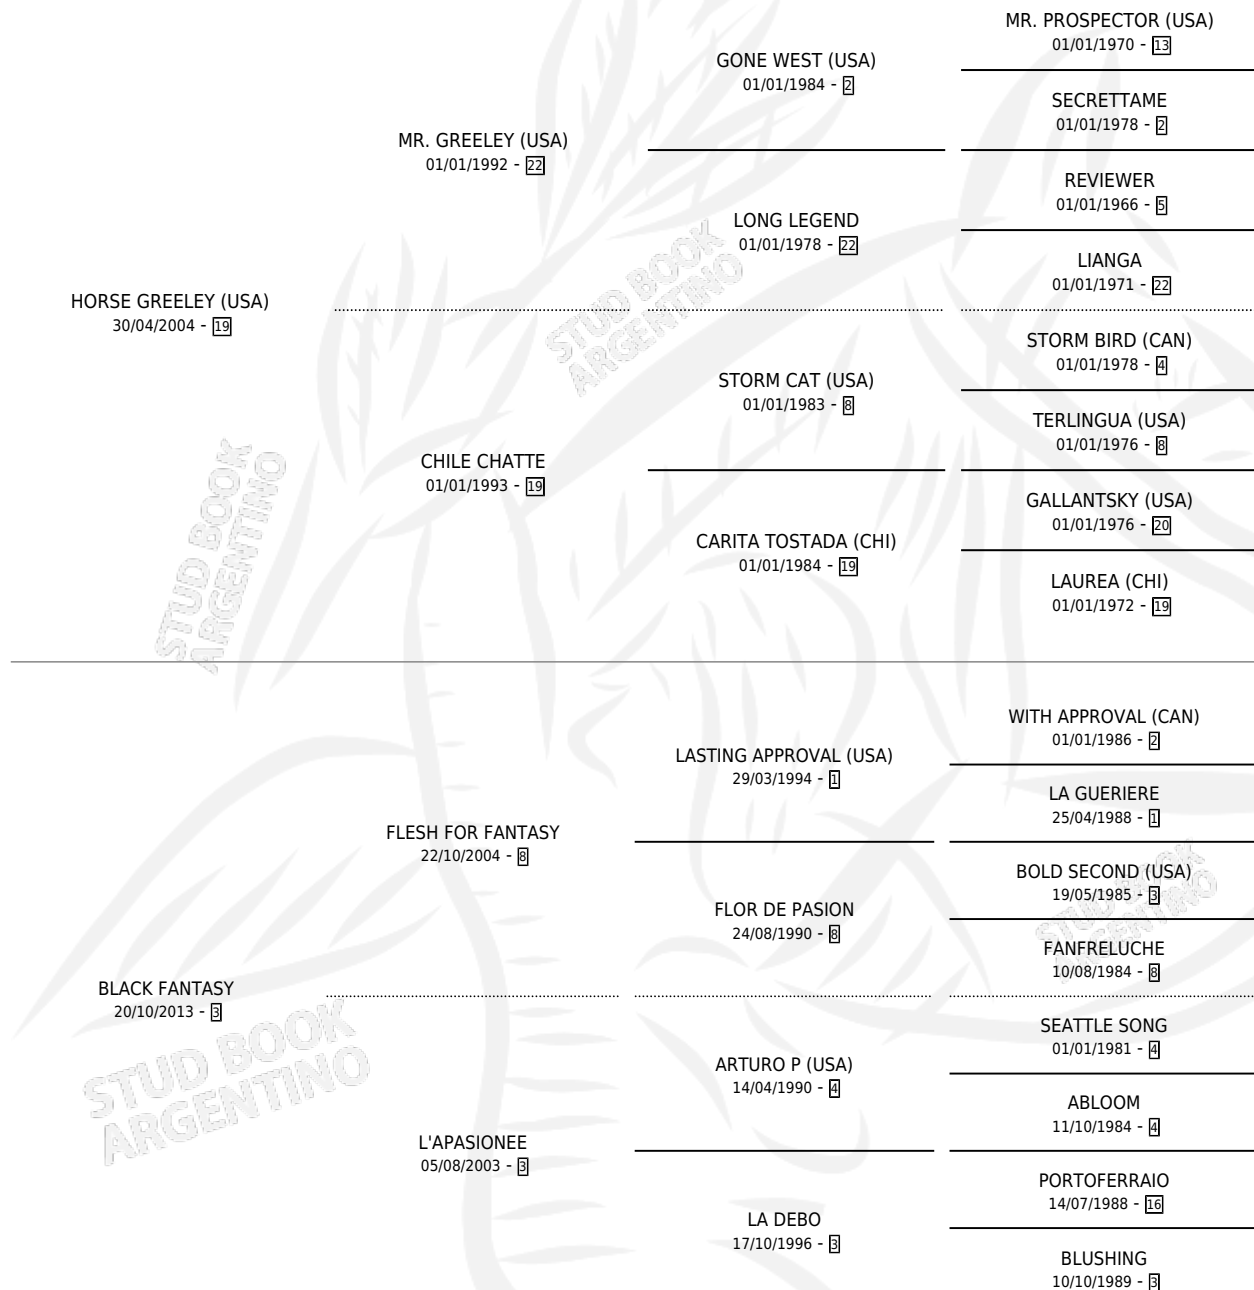 MR. PROSPECTOR (USA)
01/01/1970 - 13
GONE WEST (USA)
01/01/1984 - 2
SECRETTAME
01/01/1978 - 2
MR. GREELEY (USA)
01/01/1992 - 22
REVIEWER
01/01/1966 - 5
LONG LEGEND
01/01/1978 - 22
LIANGA
01/01/1971 - 22
HORSE GREELEY (USA)
30/04/2004 - 19
STORM BIRD (CAN)
01/01/1978 - 4
STORM CAT (USA)
01/01/1983 - 8
TERLINGUA (USA)
01/01/1976 - 8
CHILE CHATTE
01/01/1993 - 19
GALLANTSKY (USA)
01/01/1976 - 20
CARITA TOSTADA (CHI)
01/01/1984 - 19
LAUREA (CHI)
01/01/1972 - 19
WITH APPROVAL (CAN)
01/01/1986 - 2
LASTING APPROVAL (USA)
29/03/1994 - 1
LA GUERIERE
25/04/1988 - 1
FLESH FOR FANTASY
22/10/2004 - 8
BOLD SECOND (USA)
19/05/1985 - 3
FLOR DE PASION
24/08/1990 - 8
FANFRELUCHE
10/08/1984 - 8
BLACK FANTASY
20/10/2013 - 3
SEATTLE SONG
01/01/1981 - 4
ARTURO P (USA)
14/04/1990 - 4
ABLOOM
11/10/1984 - 4
L'APASIONEE
05/08/2003 - 3
PORTOFERRAIO
14/07/1988 - 16
LA DEBO
17/10/1996 - 3
BLUSHING
10/10/1989 - 3
STUD BOOK
ARGENTINO
STUD BOOK
ARGENTINO
STUD BOOK
ARGENTINO
STUD BOOK
ARGENTINO